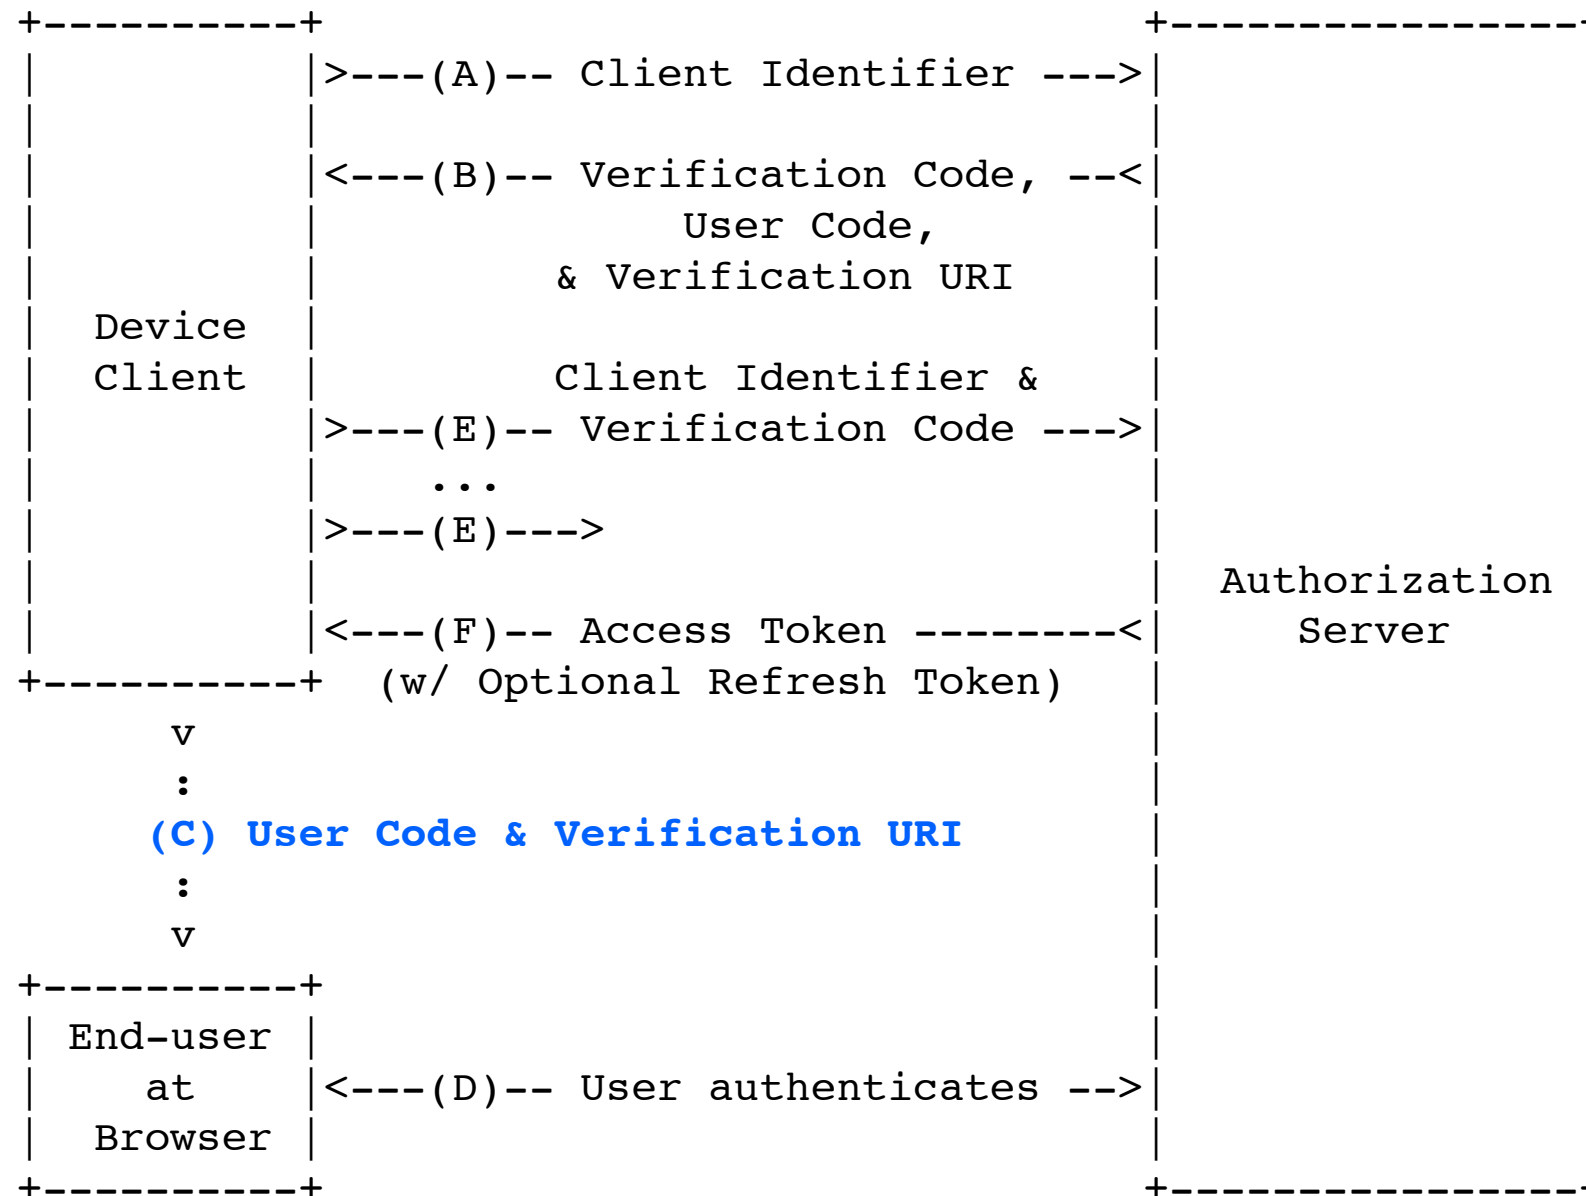 +----------+                                +----------------+
|          |>---(A)-- Client Identifier --->|                |
|          |                                |                |
|          |<---(B)-- Verification Code, --<|                |
|          |              User Code,        |                |
|          |         & Verification URI     |                |
|  Device  |                                |                |
|  Client  |         Client Identifier &    |                |
|          |>---(E)-- Verification Code --->|                |
|          |    ...                         |                |
|          |>---(E)--->                     |                |
|          |                                |  Authorization |
|          |<---(F)-- Access Token --------<|     Server     |
+----------+  (w/ Optional Refresh Token)   |                |
      v                                     |                |
      :                                     |                |
     (C) User Code & Verification URI       |                |
      :                                     |                |
      v                                     |                |
+----------+                                |                |
| End-user |                                |                |
|    at    |<---(D)-- User authenticates -->|                |
|  Browser |                                |                |
+----------+                                +----------------+